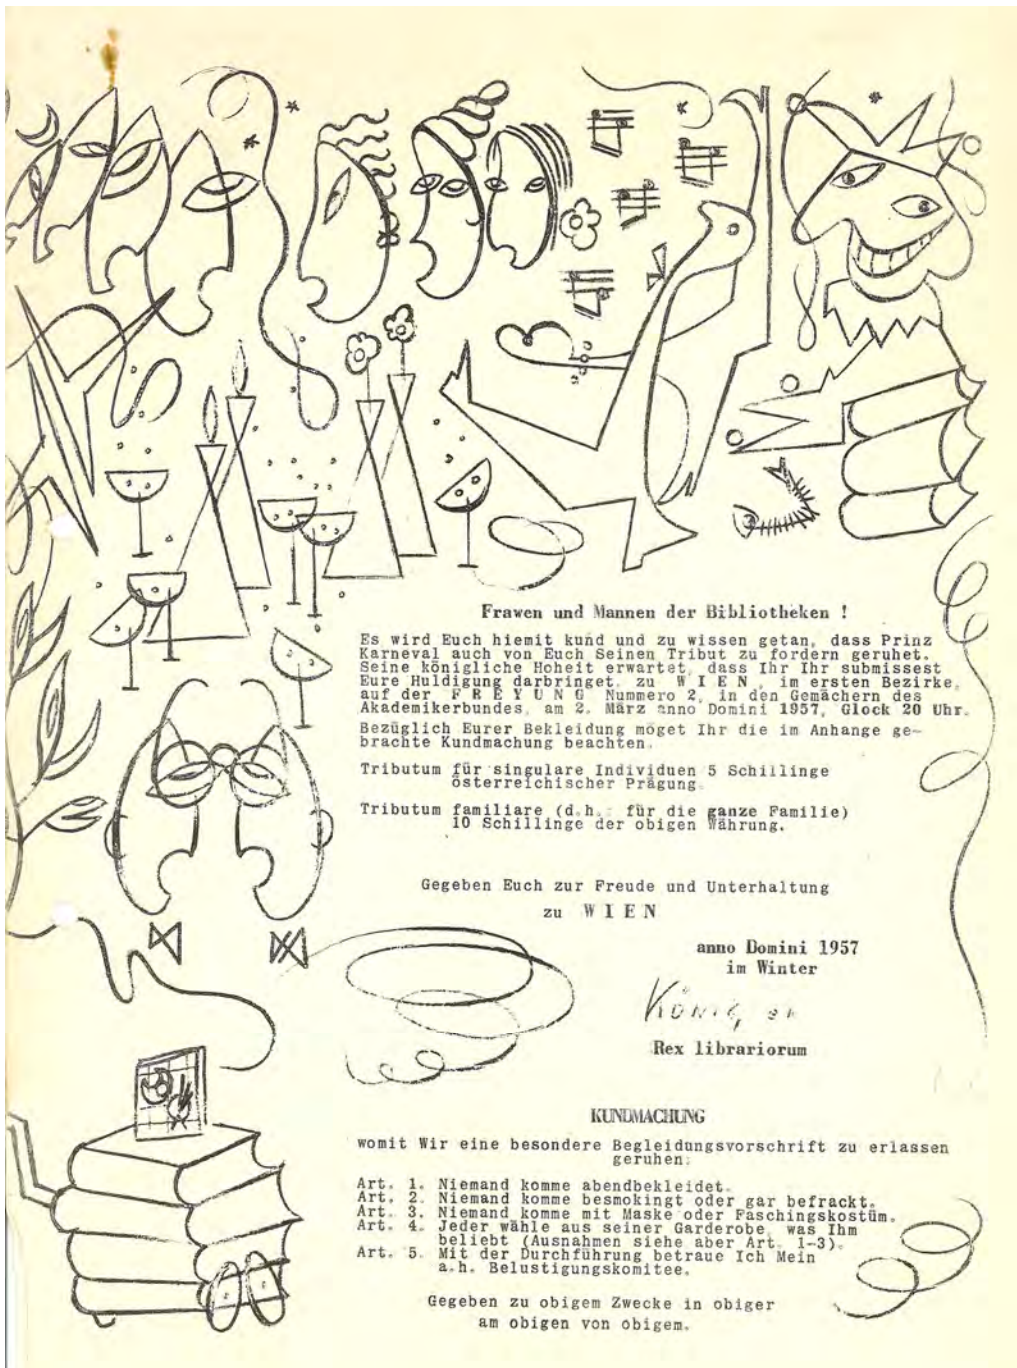 Frawen und Mannen der Bibliotheken !
Es wird Euch hiemit kund und zu wissen getan, dass Prinz
Karneval auch von Euch Seinen Tribut zu fordern geruhet.
Seine königliche Hoheit erwartet, dass Ihr Ihr submissest
Eure Huldigung darbringet, zu W I E N , im ersten Bezirke,
auf der F R E Y U N G Nummero 2, in den Gemächern des
Akademikerbundes, am 2. März anno Domini 1957, Glock 20 Uhr.
Bezüglich Eurer Bekleidung möget Ihr die im Anhange ge-
brachte Kundmachung beachten.
Tributum für singulare Individuen 5 Schillinge
österreichischer Prägung.
Tributum familiare (d.h.: für die ganze Familie)
10 Schillinge der obigen Währung.
Gegeben Euch zur Freude und Unterhaltung
zu W I E N
anno Domini 1957
im Winter
Rex librariorum
KUNDMACHUNG
womit Wir eine besondere Begleidungsvorschrift zu erlassen
geruhen:
Art. 1. Niemand komme abendbekleidet.
Art. 2. Niemand komme besmokingt oder gar befrackt.
Art. 3. Niemand komme mit Maske oder Faschingskostüm.
Art. 4. Jeder wähle aus seiner Garderobe, was Ihm
beliebt (Ausnahmen siehe aber Art. 1-3).
Art. 5. Mit der Durchführung betraue Ich Mein
a.h. Belustigungskomitee.
Gegeben zu obigem Zwecke in obiger
am obigen von obigem.